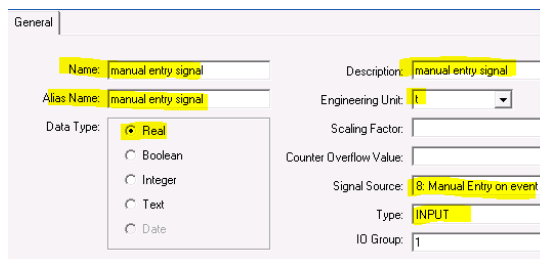 General
Name: manual entry signal
Description: manual entry signal
Alias Name: manual entry signal
Engineering Unit: t
Data Type:
Real
Scaling Factor:
Boolean
Counter Overflow Value:
Integer
Signal Source: 8: Manual Entry on event
Text
Type: INPUT
Date
IO Group: 1